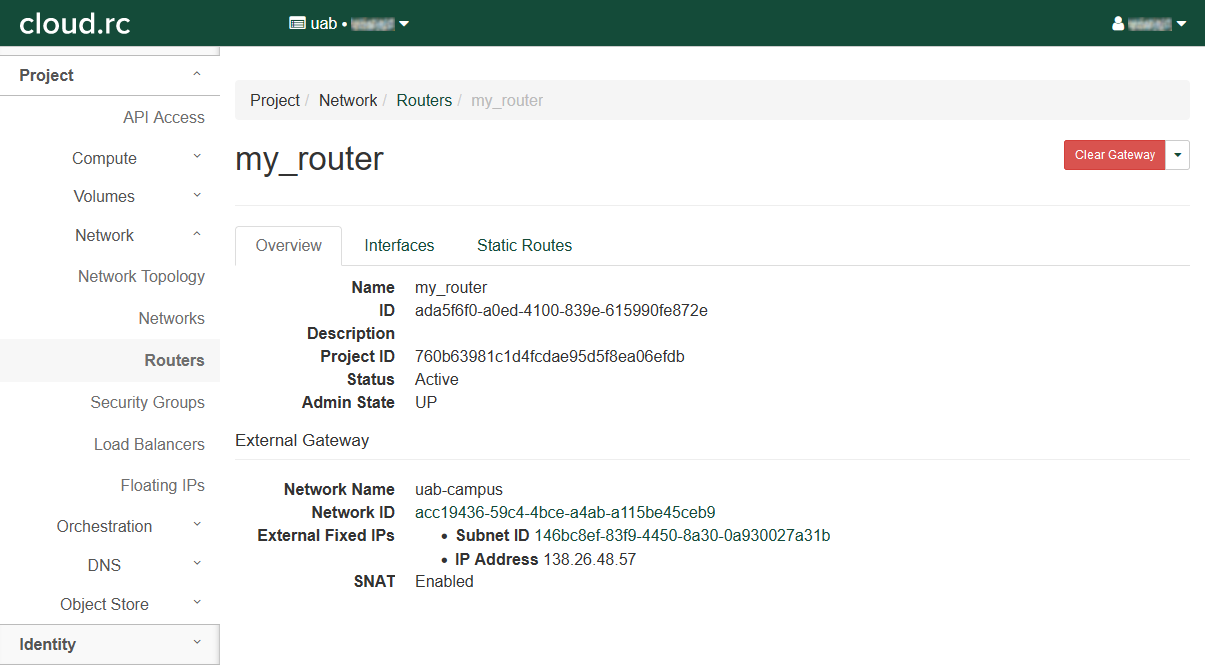 cloud.rc
uab •
Project
API Access
Compute
Volumes
Network
Network Topology
Networks
Routers
Security Groups
Load Balancers
Floating IPs
Orchestration
DNS
Object Store
Identity
Project / Network / Routers / my_router
my_router
Clear Gateway
Overview Interfaces Static Routes
Name my_router
ID ada5f6f0-a0ed-4100-839e-615990fe872e
Description
Project ID 760b63981c1d4fcdae95d5f8ea06efdb
Status Active
Admin State UP
External Gateway
Network Name uab-campus
Network ID acc19436-59c4-4bce-a4ab-a115be45ceb9
External Fixed IPs • Subnet ID 146bc8ef-83f9-4450-8a30-0a930027a31b
• IP Address 138.26.48.57
SNAT Enabled